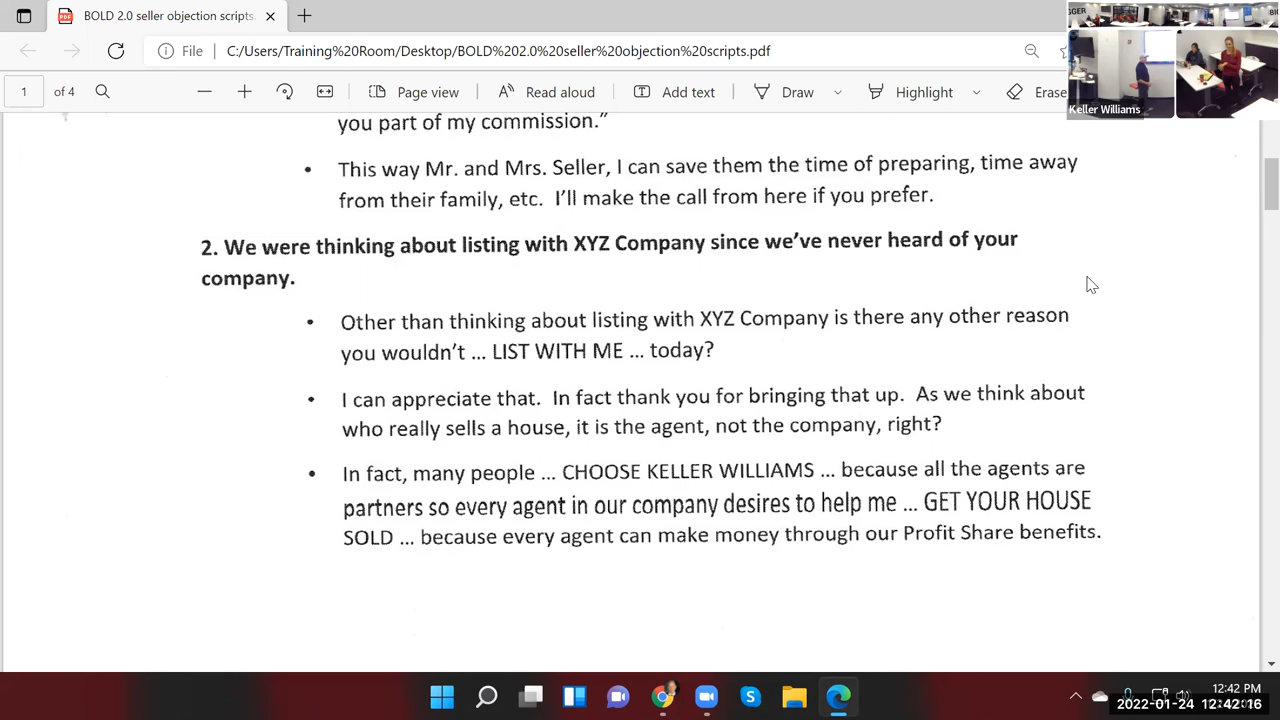 BOLD 2.0 seller objection scripts.
File
C:/Users/Training%20Room/Desktop/BOLD%202.0%20seller%20objection%20scripts.pdf
1 of 4
Page view
Read aloud
Add text
Draw
Highlight
Erase
Keller Williams
you part of my commission.”
• This way Mr. and Mrs. Seller, I can save them the time of preparing, time away
from their family, etc. I’ll make the call from here if you prefer.
2. We were thinking about listing with XYZ Company since we’ve never heard of your
company.
• Other than thinking about listing with XYZ Company is there any other reason
you wouldn’t ... LIST WITH ME ... today?
• I can appreciate that. In fact thank you for bringing that up. As we think about
who really sells a house, it is the agent, not the company, right?
• In fact, many people ... CHOOSE KELLER WILLIAMS ... because all the agents are
partners so every agent in our company desires to help me ... GET YOUR HOUSE
SOLD ... because every agent can make money through our Profit Share benefits.
12:42 PM
2022-01-24 12:42:16